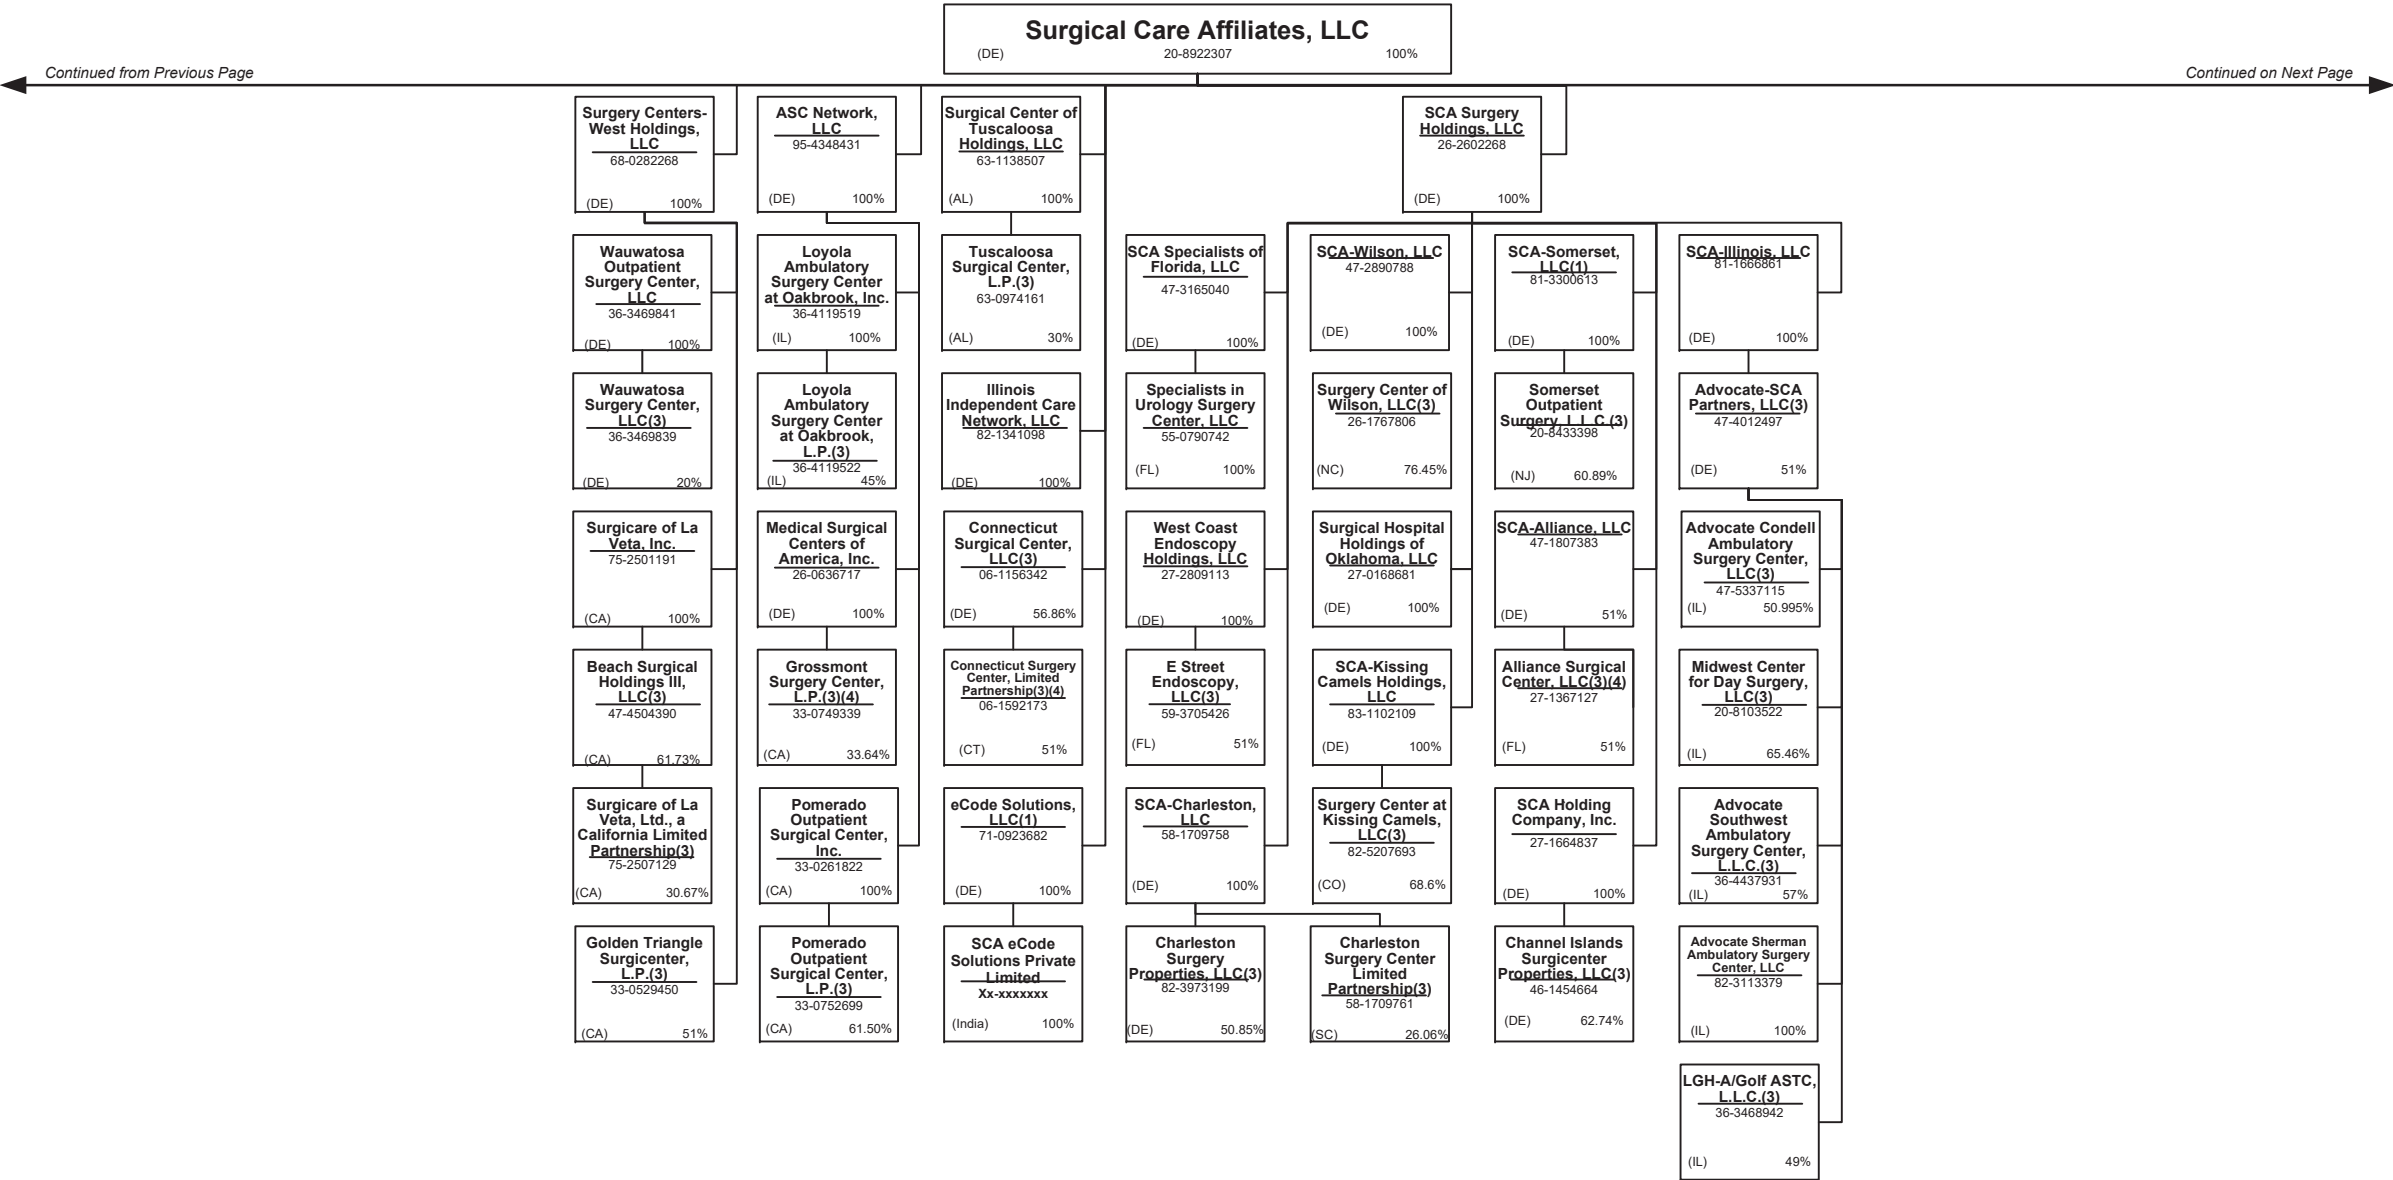 Surgical Care Affiliates, LLC
(DE) 20-8922307 100%
Continued from Previous Page
Continued on Next Page
Surgery Centers-
West Holdings,
LLC
68-0282268
(DE) 100%
ASC Network,
LLC
95-4348431
(DE) 100%
Surgical Center of
Tuscaloosa
Holdings, LLC
63-1138507
(AL) 100%
SCA Surgery
Holdings, LLC
26-2602268
(DE) 100%
Wauwatosa
Outpatient
Surgery Center,
LLC
36-3469841
(DE) 100%
Loyola
Ambulatory
Surgery Center
at Oakbrook, Inc.
36-4119519
(IL) 100%
Tuscaloosa
Surgical Center,
L.P.(3)
63-0974161
(AL) 30%
SCA Specialists of
Florida, LLC
47-3165040
(DE) 100%
SCA-Wilson, LLC
47-2890788
(DE) 100%
SCA-Somerset,
LLC(1)
81-3300613
(DE) 100%
SCA-Illinois, LLC
81-1666861
(DE) 100%
Wauwatosa
Surgery Center,
LLC(3)
36-3469839
(DE) 20%
Loyola
Ambulatory
Surgery Center
at Oakbrook,
L.P.(3)
36-4119522
(IL) 45%
Illinois
Independent Care
Network, LLC
82-1341098
(DE) 100%
Specialists in
Urology Surgery
Center, LLC
55-0790742
(FL) 100%
Surgery Center of
Wilson, LLC(3)
26-1767806
(NC) 76.45%
Somerset
Outpatient
Surgery, L.L.C.(3)
20-8433398
(NJ) 60.89%
Advocate-SCA
Partners, LLC(3)
47-4012497
(DE) 51%
Surgicare of La
Veta, Inc.
75-2501191
(CA) 100%
Medical Surgical
Centers of
America, Inc.
26-0636717
(DE) 100%
Connecticut
Surgical Center,
LLC(3)
06-1156342
(DE) 56.86%
West Coast
Endoscopy
Holdings, LLC
27-2809113
(DE) 100%
Surgical Hospital
Holdings of
Oklahoma, LLC
27-0168681
(DE) 100%
SCA-Alliance, LLC
47-1807383
(DE) 51%
Advocate Condell
Ambulatory
Surgery Center,
LLC(3)
47-5337115
(IL) 50.995%
Beach Surgical
Holdings III,
LLC(3)
47-4504390
(CA) 61.73%
Grossmont
Surgery Center,
L.P.(3)(4)
33-0749339
(CA) 33.64%
Connecticut Surgery
Center, Limited
Partnership(3)(4)
06-1592173
(CT) 51%
E Street
Endoscopy,
LLC(3)
59-3705426
(FL) 51%
SCA-Kissing
Camels Holdings,
LLC
83-1102109
(DE) 100%
Alliance Surgical
Center, LLC(3)(4)
27-1367127
(FL) 51%
Midwest Center
for Day Surgery,
LLC(3)
20-8103522
(IL) 65.46%
Surgicare of La
Veta, Ltd., a
California Limited
Partnership(3)
75-2507129
(CA) 30.67%
Pomerado
Outpatient
Surgical Center,
Inc.
33-0261822
(CA) 100%
eCode Solutions,
LLC(1)
71-0923682
(DE) 100%
SCA-Charleston,
LLC
58-1709758
(DE) 100%
Surgery Center at
Kissing Camels,
LLC(3)
82-5207693
(CO) 68.6%
SCA Holding
Company, Inc.
27-1664837
(DE) 100%
Advocate
Southwest
Ambulatory
Surgery Center,
L.L.C.(3)
36-4437931
(IL) 57%
Golden Triangle
Surgicenter,
L.P.(3)
33-0529450
(CA) 51%
Pomerado
Outpatient
Surgical Center,
L.P.(3)
33-0752699
(CA) 61.50%
SCA eCode
Solutions Private
Limited
Xx-xxxxxxx
(India) 100%
Charleston
Surgery
Properties, LLC(3)
82-3973199
(DE) 50.85%
Charleston
Surgery Center
Limited
Partnership(3)
58-1709761
(SC) 26.06%
Channel Islands
Surgicenter
Properties, LLC(3)
46-1454664
(DE) 62.74%
Advocate Sherman
Ambulatory Surgery
Center, LLC
82-3113379
(IL) 100%
LGH-A/Golf ASTC,
L.L.C.(3)
36-3468942
(IL) 49%